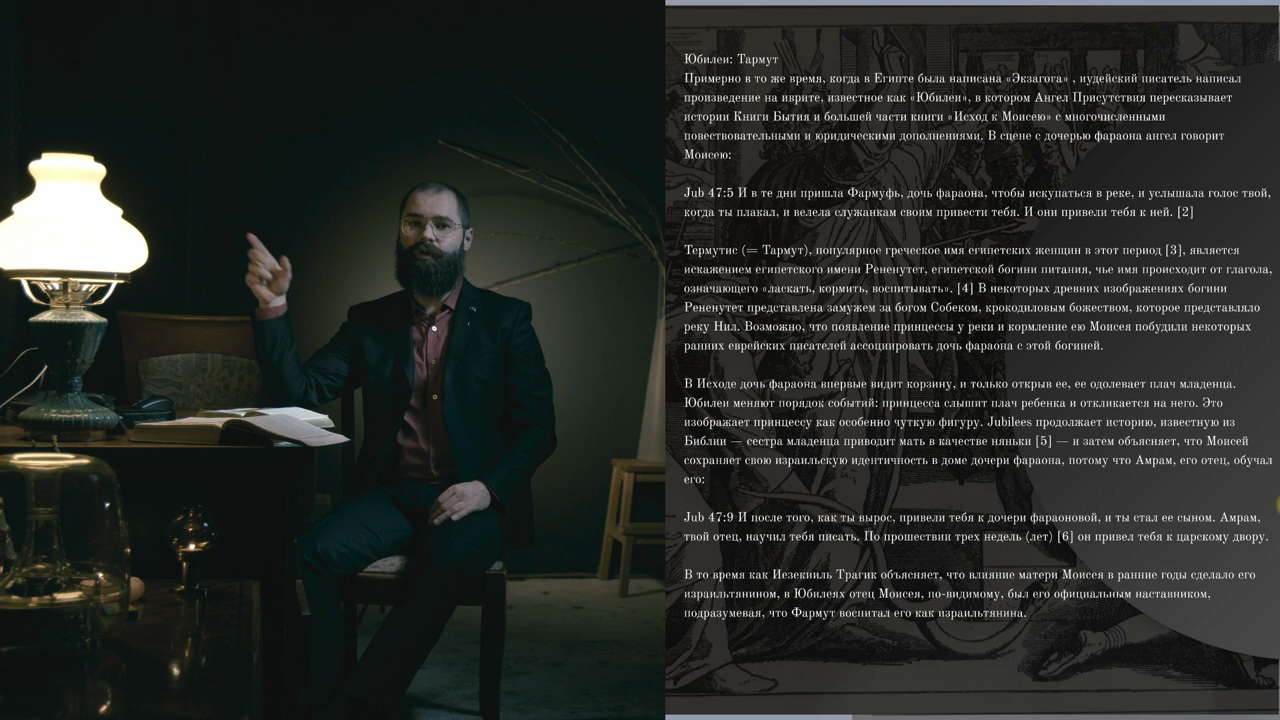 Юбилеи: Тармут
Примерно в то же время, когда в Египте была написана «Экзагога» , иудейский писатель написал
произведение на иврите, известное как «Юбилеи», в котором Ангел Присутствия пересказывает
истории Книги Бытия и большей части книги «Исход к Моисею» с многочисленными
повествовательными и юридическими дополнениями. В сцене с дочерью фараона ангел говорит
Моисею:
Jub 47:5 И в те дни пришла Фармуфь, дочь фараона, чтобы искупаться в реке, и услышала голос твой,
когда ты плакал, и велела служанкам своим привести тебя. И они привели тебя к ней. [2]
Термутис (= Тармут), популярное греческое имя египетских женщин в этот период [3], является
искажением египетского имени Рененутет, египетской богини питания, чье имя происходит от глагола,
означающего «ласкать, кормить, воспитывать». [4] В некоторых древних изображениях богини
Рененутет представлена замужем за богом Собеком, крокодиловым божеством, которое представляло
реку Нил. Возможно, что появление принцессы у реки и кормление ею Моисея побудили некоторых
ранних еврейских писателей ассоциировать дочь фараона с этой богиней.
В Исходе дочь фараона впервые видит корзину, и только открыв ее, ее одолевает плач младенца.
Юбилеи меняют порядок событий: принцесса слышит плач ребенка и откликается на него. Это
изображает принцессу как особенно чуткую фигуру. Jubilees продолжает историю, известную из
Библии — сестра младенца приводит мать в качестве няньки [5] — и затем объясняет, что Моисей
сохраняет свою израильскую идентичность в доме дочери фараона, потому что Амрам, его отец, обучал
его:
Jub 47:9 И после того, как ты вырос, привели тебя к дочери фараоновой, и ты стал ее сыном. Амрам,
твой отец, научил тебя писать. По прошествии трех недель (лет) [6] он привел тебя к царскому двору.
В то время как Иезекииль Трагик объясняет, что влияние матери Моисея в ранние годы сделало его
израильтянином, в Юбилеях отец Моисея, по-видимому, был его официальным наставником,
подразумевая, что Фармут воспитал его как израильтянина.